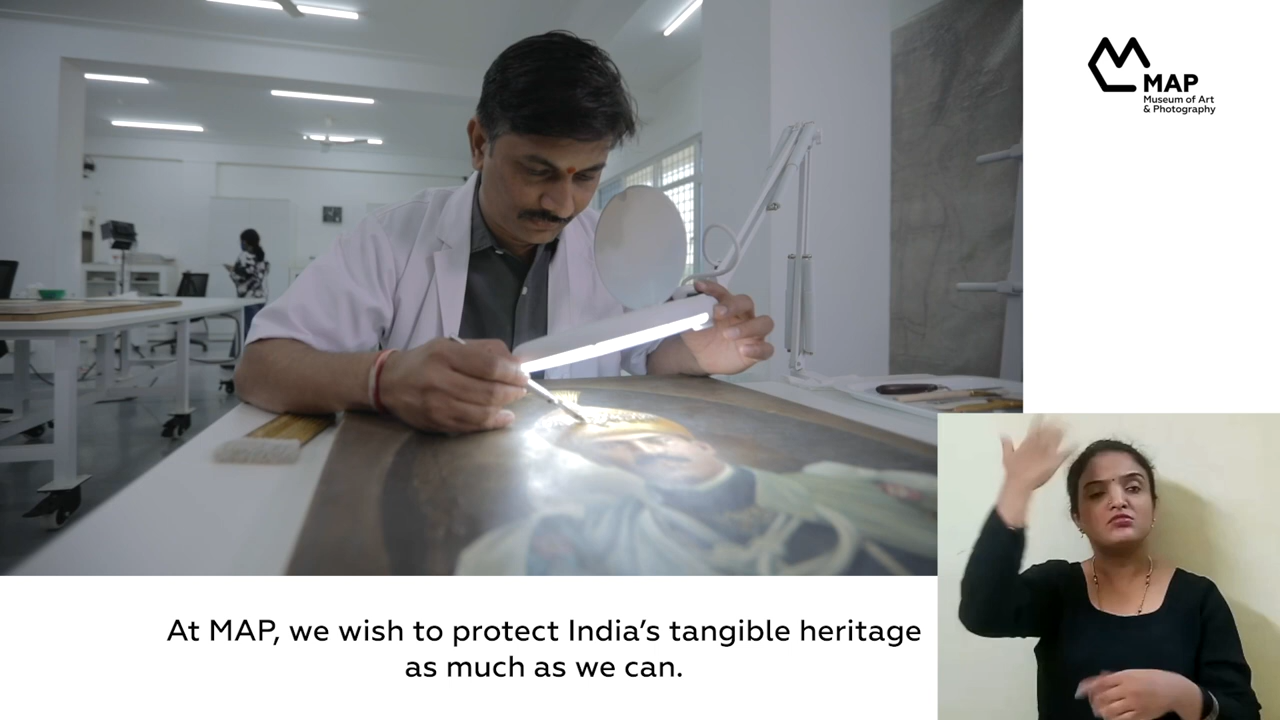 MAP
Museum of Art
& Photography
At MAP, we wish to protect India's tangible heritage
as much as we can.